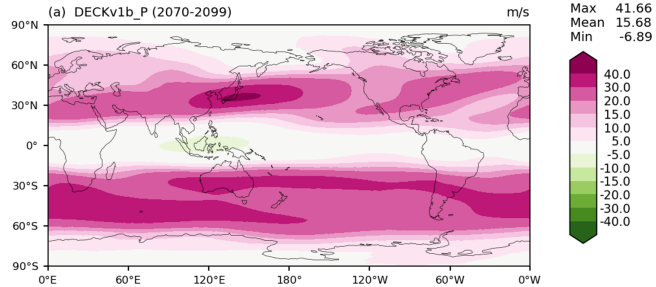 (a) DECKv1b_P (2070-2099) m/s
Max 41.66
Mean 15.68
Min -6.89
90°N
60°N
30°N
0°
30°S
60°S
90°S
0°E 60°E 120°E 180° 120°W 60°W 0°W
40.0
30.0
20.0
15.0
10.0
5.0
-5.0
-10.0
-15.0
-20.0
-30.0
-40.0